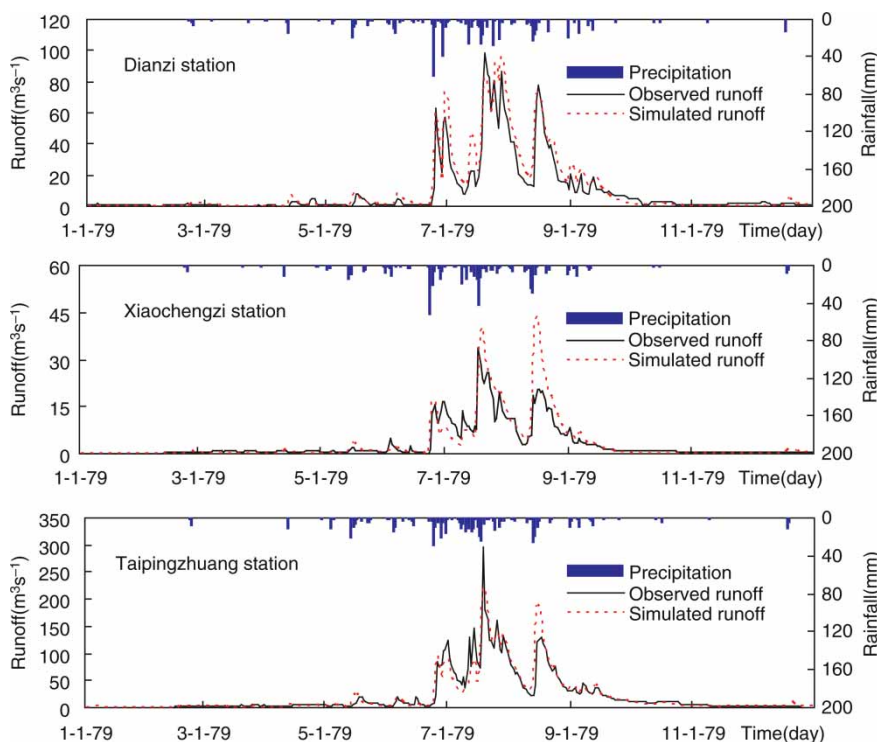 120 0
100 40
80 80
60
40 120
20 160
0 200
Runoff(m³s⁻¹)
Rainfall(mm)
Dianzi station
Precipitation
Observed runoff
Simulated runoff
1-1-79 3-1-79 5-1-79 7-1-79 9-1-79 11-1-79 Time(day)
60 0
45 40
80
30
120
15 160
0 200
Runoff(m³s⁻¹)
Rainfall(mm)
Xiaochengzi station
Precipitation
Observed runoff
Simulated runoff
1-1-79 3-1-79 5-1-79 7-1-79 9-1-79 11-1-79 Time(day)
350 0
300 40
250
200 80
150 120
100
50 160
0 200
Runoff(m³s⁻¹)
Rainfall(mm)
Taipingzhuang station
Precipitation
Observed runoff
Simulated runoff
1-1-79 3-1-79 5-1-79 7-1-79 9-1-79 11-1-79 Time(day)